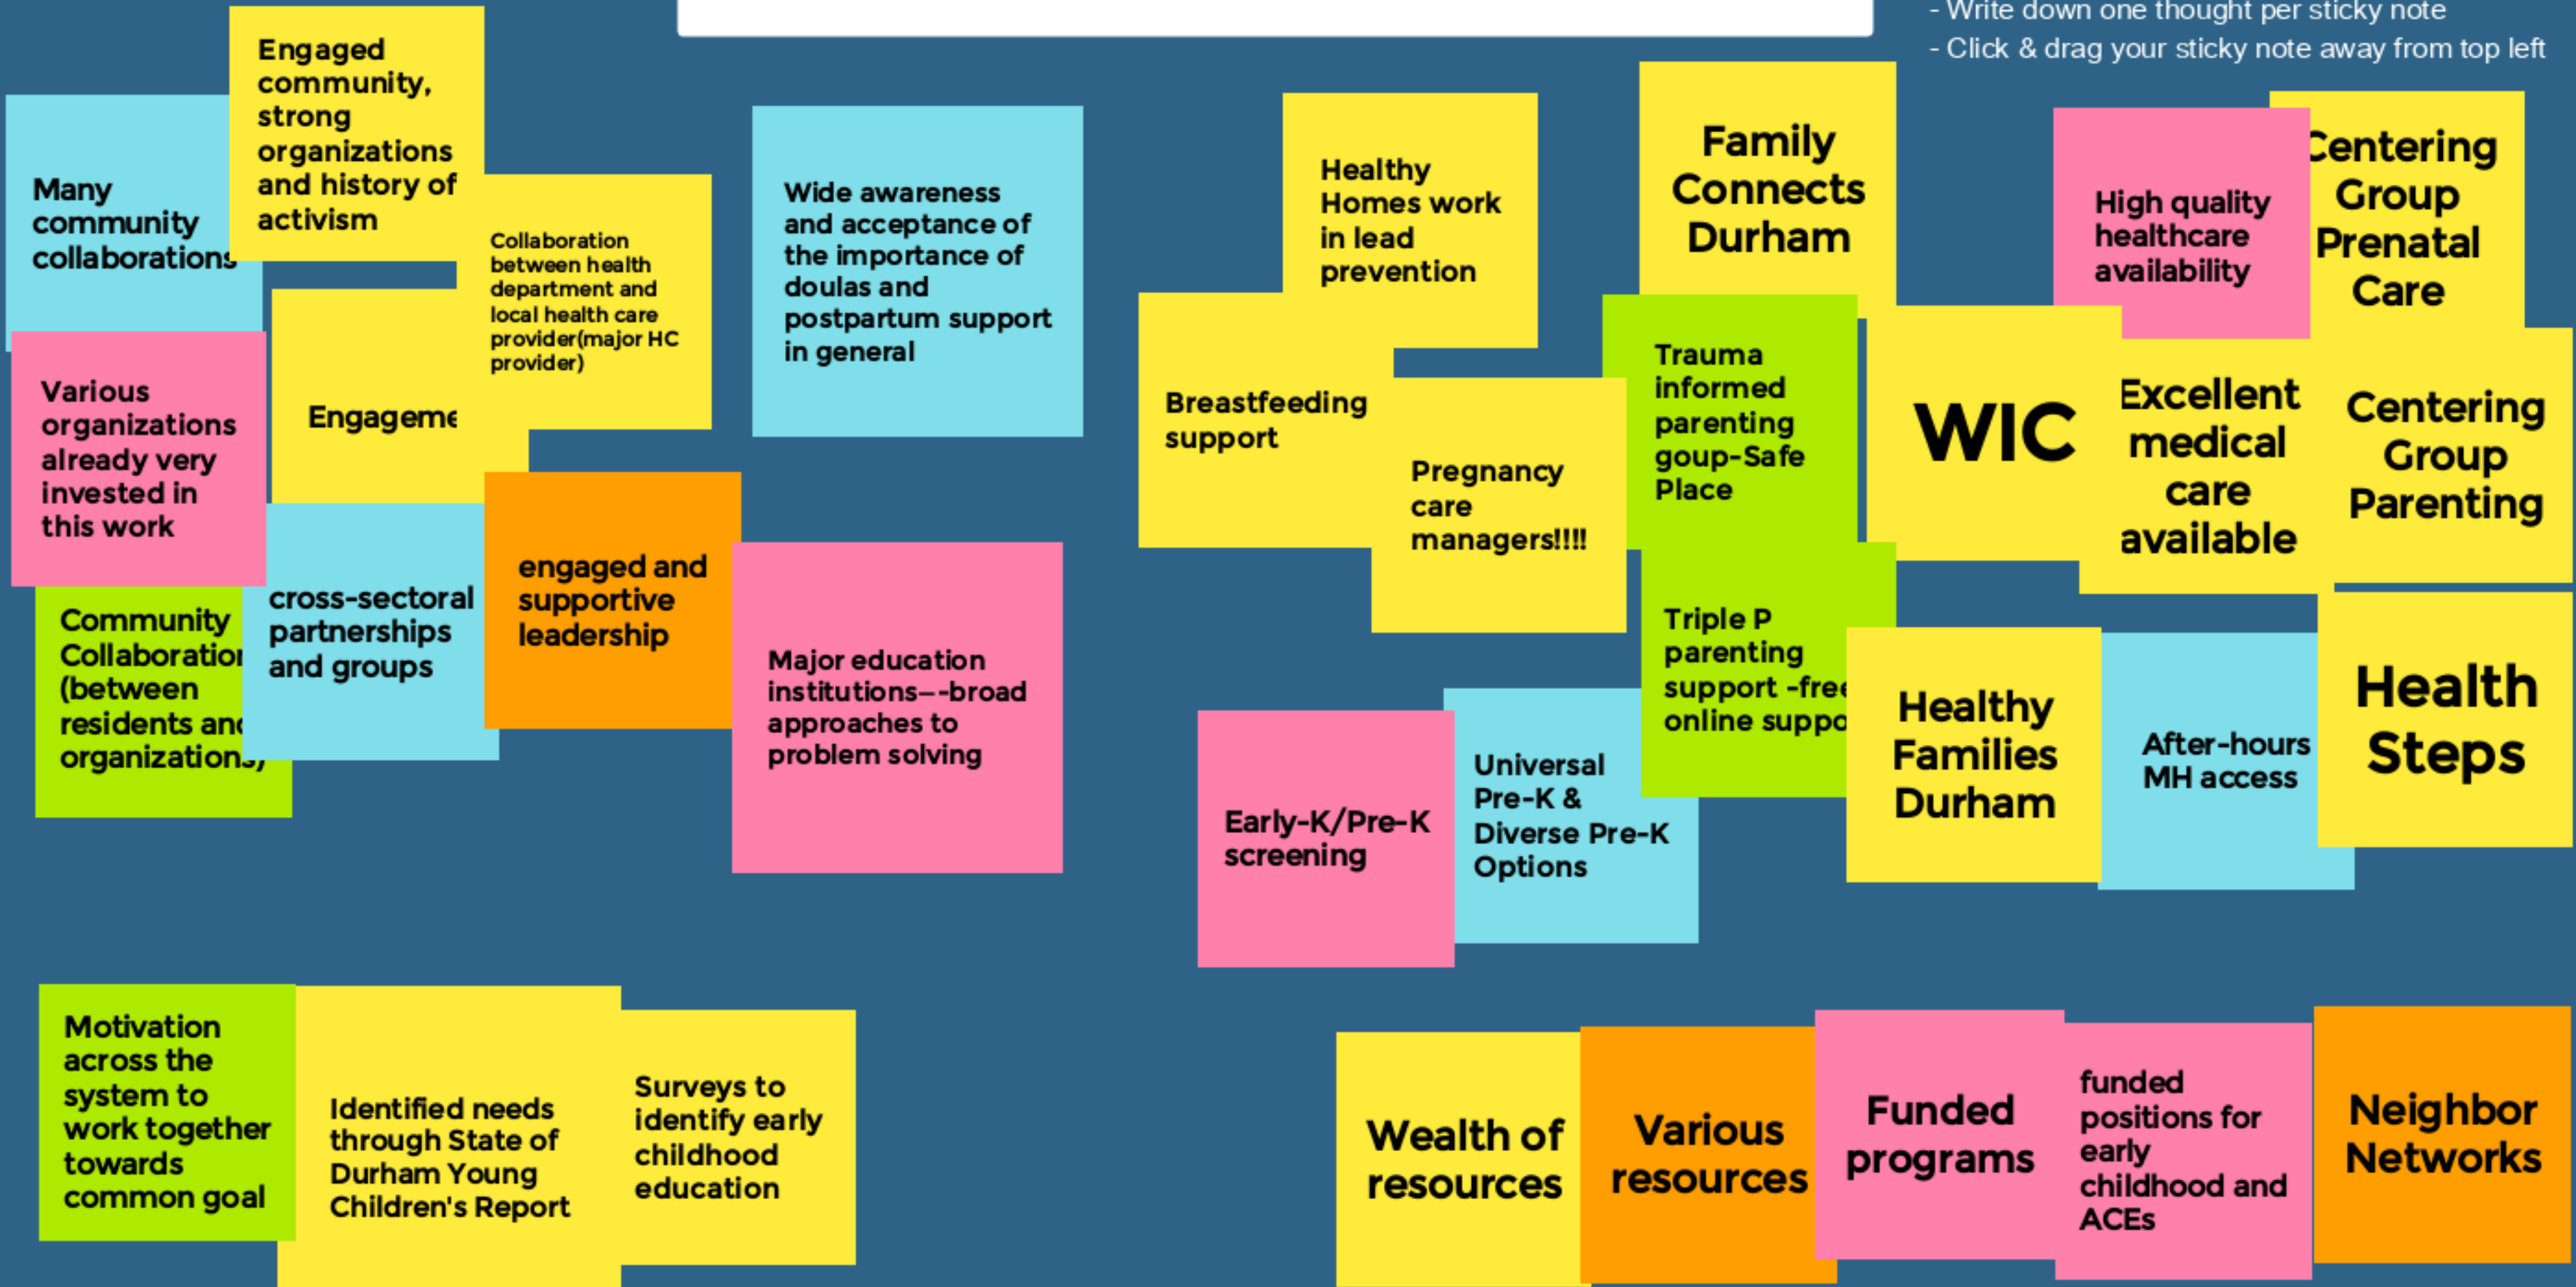 - Write down one thought per sticky note
- Click & drag your sticky note away from top left
Engaged
community,
strong
organizations
and history of
activism
Many
community
collaborations
Collaboration
between health
department and
local health care
provider(major HC
provider)
Engageme
Various
organizations
already very
invested in
this work
Community
Collaboration
(between
residents and
organizations)
cross-sectoral
partnerships
and groups
engaged and
supportive
leadership
Wide awareness
and acceptance of
the importance of
doulas and
postpartum support
in general
Major education
institutions--broad
approaches to
problem solving
Healthy
Homes work
in lead
prevention
Breastfeeding
support
Pregnancy
care
managers!!!!
Family
Connects
Durham
Trauma
informed
parenting
goup-Safe
Place
WIC
High quality
healthcare
availability
Centering
Group
Prenatal
Care
Excellent
medical
care
available
Centering
Group
Parenting
Triple P
parenting
support -free
online suppo
Healthy
Families
Durham
After-hours
MH access
Health
Steps
Early-K/Pre-K
screening
Universal
Pre-K &
Diverse Pre-K
Options
Motivation
across the
system to
work together
towards
common goal
Identified needs
through State of
Durham Young
Children's Report
Surveys to
identify early
childhood
education
Wealth of
resources
Various
resources
Funded
programs
funded
positions for
early
childhood and
ACEs
Neighbor
Networks